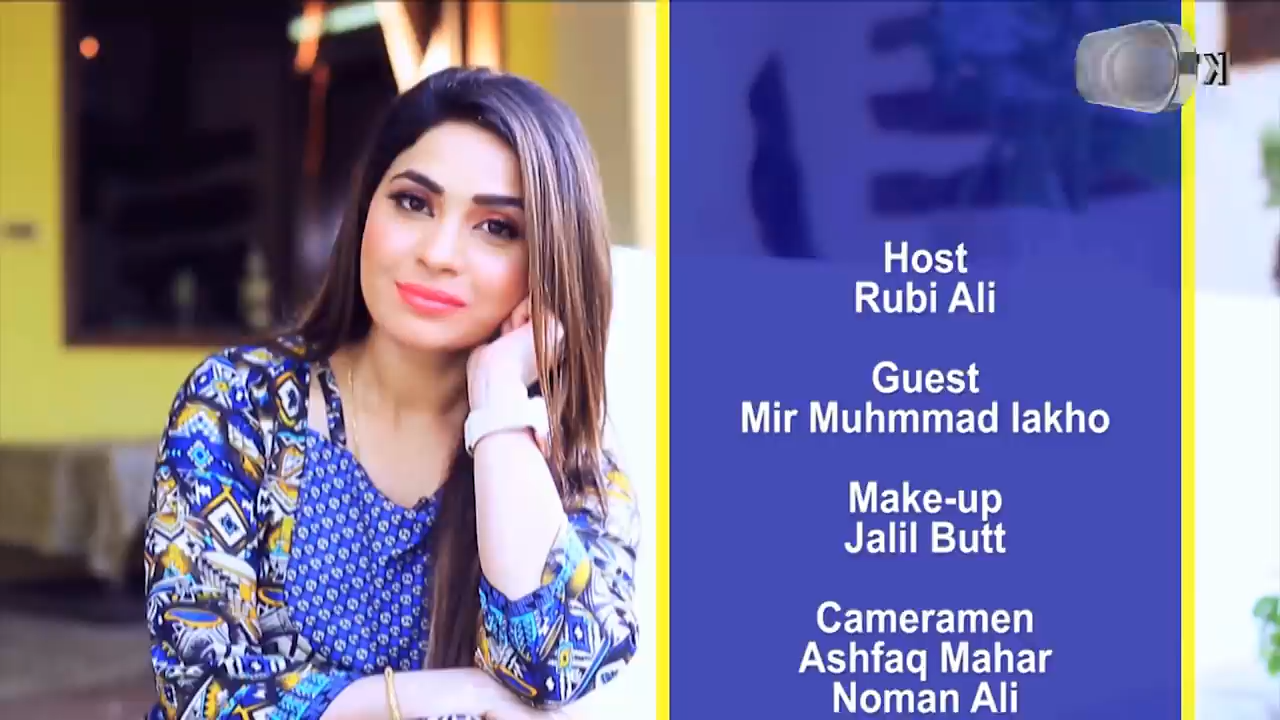 Host
Rubi Ali
Guest
Mir Muhmmad lakho
Make-up
Jalil Butt
Cameramen
Ashfaq Mahar
Noman Ali